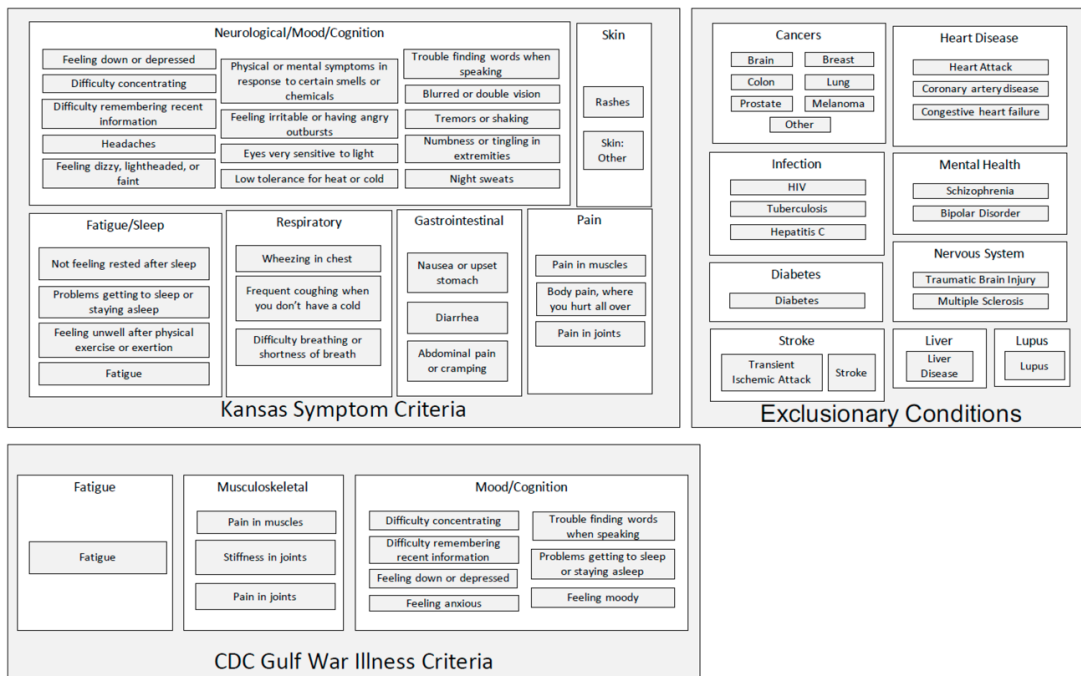 Neurological/Mood/Cognition
Feeling down or depressed
Difficulty concentrating
Difficulty remembering recent
information
Headaches
Feeling dizzy, lightheaded, or
faint
Physical or mental symptoms in
response to certain smells or
chemicals
Feeling irritable or having angry
outbursts
Eyes very sensitive to light
Low tolerance for heat or cold
Trouble finding words when
speaking
Blurred or double vision
Tremors or shaking
Numbness or tingling in
extremities
Night sweats
Skin
Rashes
Skin:
Other
Fatigue/Sleep
Not feeling rested after sleep
Problems getting to sleep or
staying asleep
Feeling unwell after physical
exercise or exertion
Fatigue
Respiratory
Wheezing in chest
Frequent coughing when
you don't have a cold
Difficulty breathing or
shortness of breath
Gastrointestinal
Nausea or upset
stomach
Diarrhea
Abdominal pain
or cramping
Pain
Pain in muscles
Body pain, where
you hurt all over
Pain in joints
Kansas Symptom Criteria
Cancers
Brain
Breast
Colon
Lung
Prostate
Melanoma
Other
Heart Disease
Heart Attack
Coronary artery disease
Congestive heart failure
Infection
HIV
Tuberculosis
Hepatitis C
Mental Health
Schizophrenia
Bipolar Disorder
Diabetes
Diabetes
Nervous System
Traumatic Brain Injury
Multiple Sclerosis
Stroke
Transient
Ischemic Attack
Stroke
Liver
Liver
Disease
Lupus
Lupus
Exclusionary Conditions
Fatigue
Fatigue
Musculoskeletal
Pain in muscles
Stiffness in joints
Pain in joints
Mood/Cognition
Difficulty concentrating
Difficulty remembering
recent information
Feeling down or depressed
Feeling anxious
Trouble finding words
when speaking
Problems getting to sleep
or staying asleep
Feeling moody
CDC Gulf War Illness Criteria